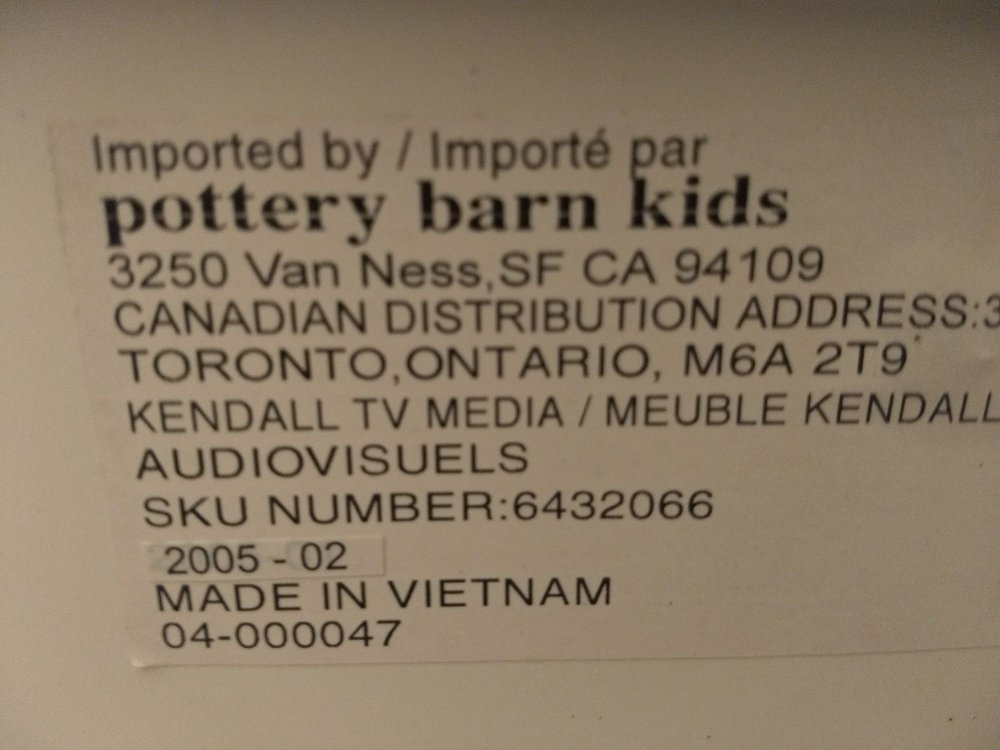 Imported by / Importé par
pottery barn kids
3250 Van Ness,SF CA 94109
CANADIAN DISTRIBUTION ADDRESS:3
TORONTO,ONTARIO, M6A 2T9
KENDALL TV MEDIA / MEUBLE KENDALL
AUDIOVISUELS
SKU NUMBER:6432066
2005 - 02
MADE IN VIETNAM
04-000047